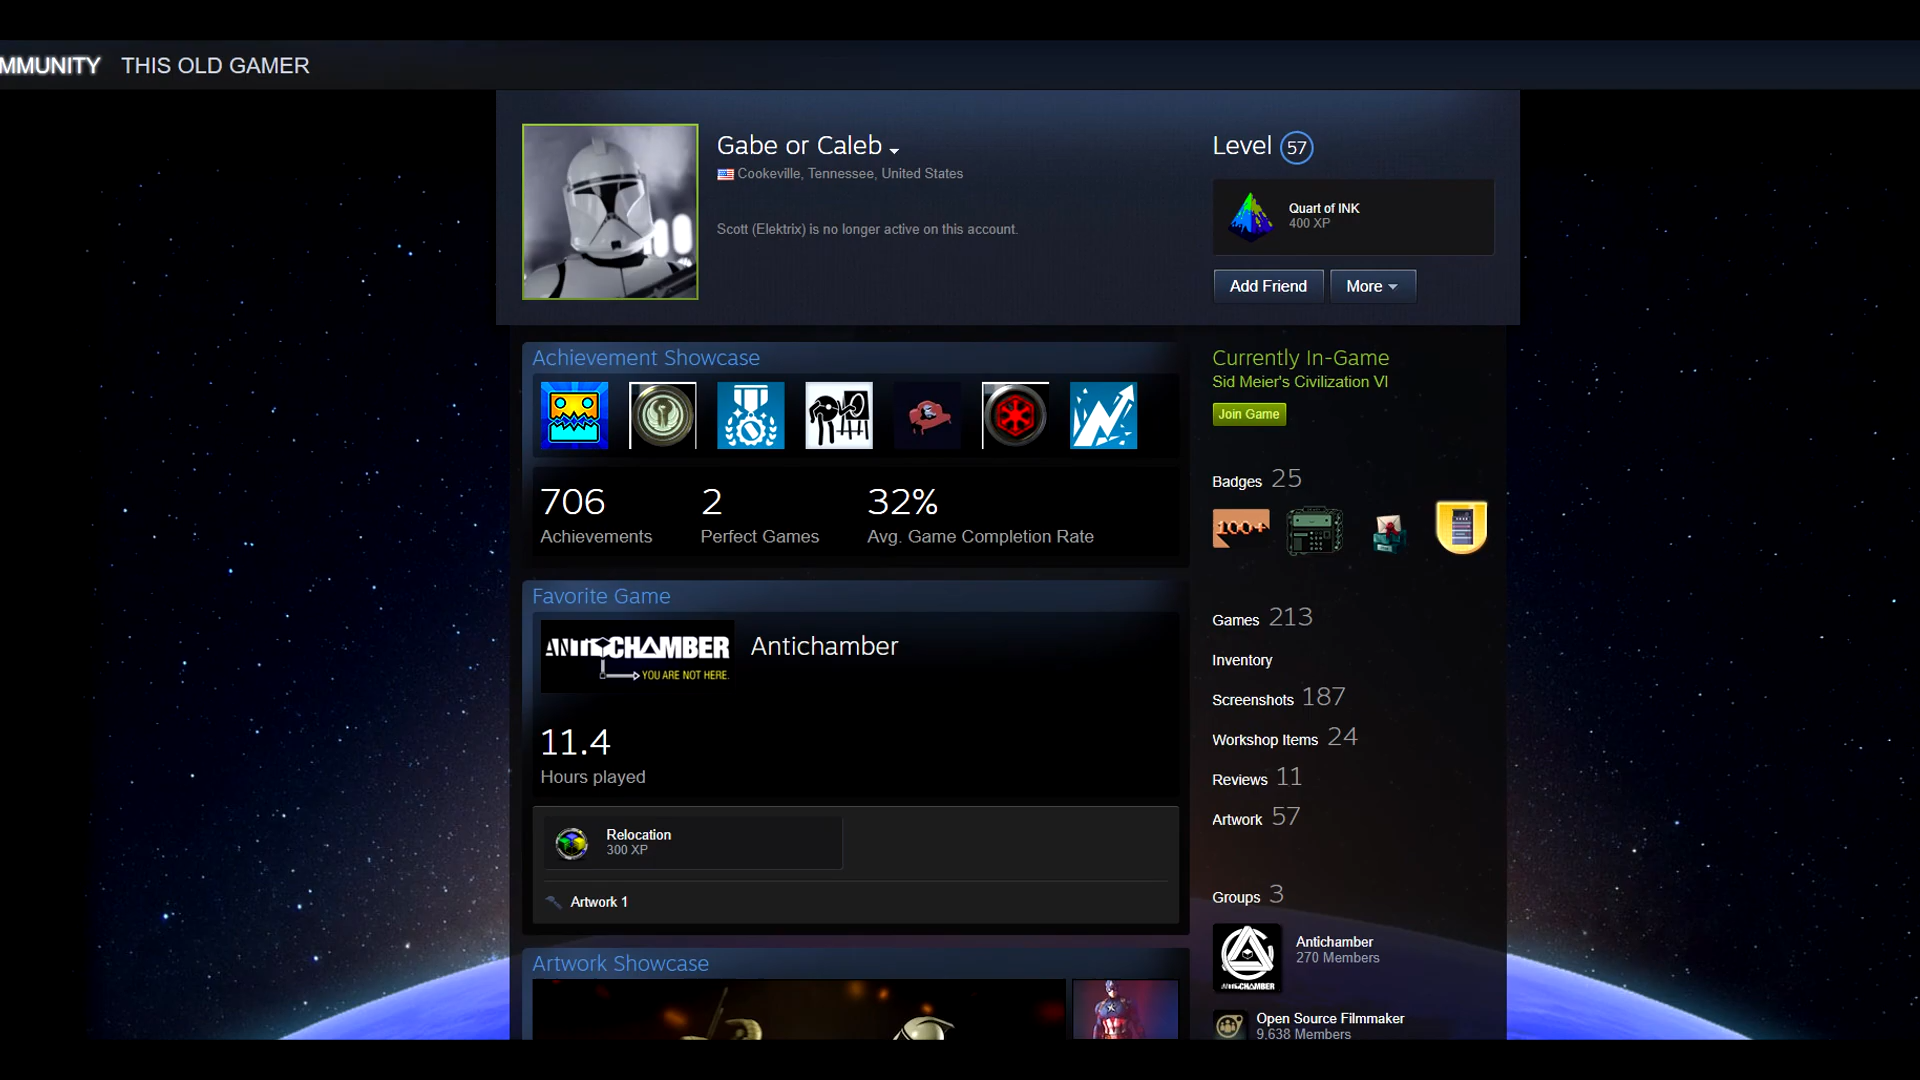 MMUNITY THIS OLD GAMER
Gabe or Caleb
Cookeville, Tennessee, United States
Scott (Elektrix) is no longer active on this account.
Level 57
Quart of INK
400 XP
Add Friend More
Achievement Showcase
706 2 32%
Achievements Perfect Games Avg. Game Completion Rate
Favorite Game
ANTICHAMBER
YOU ARE NOT HERE.
Antichamber
11.4
Hours played
Relocation
300 XP
Artwork 1
Artwork Showcase
Currently In-Game
Sid Meier's Civilization VI
Join Game
Badges 25
100+
Games 213
Inventory
Screenshots 187
Workshop Items 24
Reviews 11
Artwork 57
Groups 3
ANTICHAMBER
Antichamber
270 Members
Open Source Filmmaker
9,638 Members